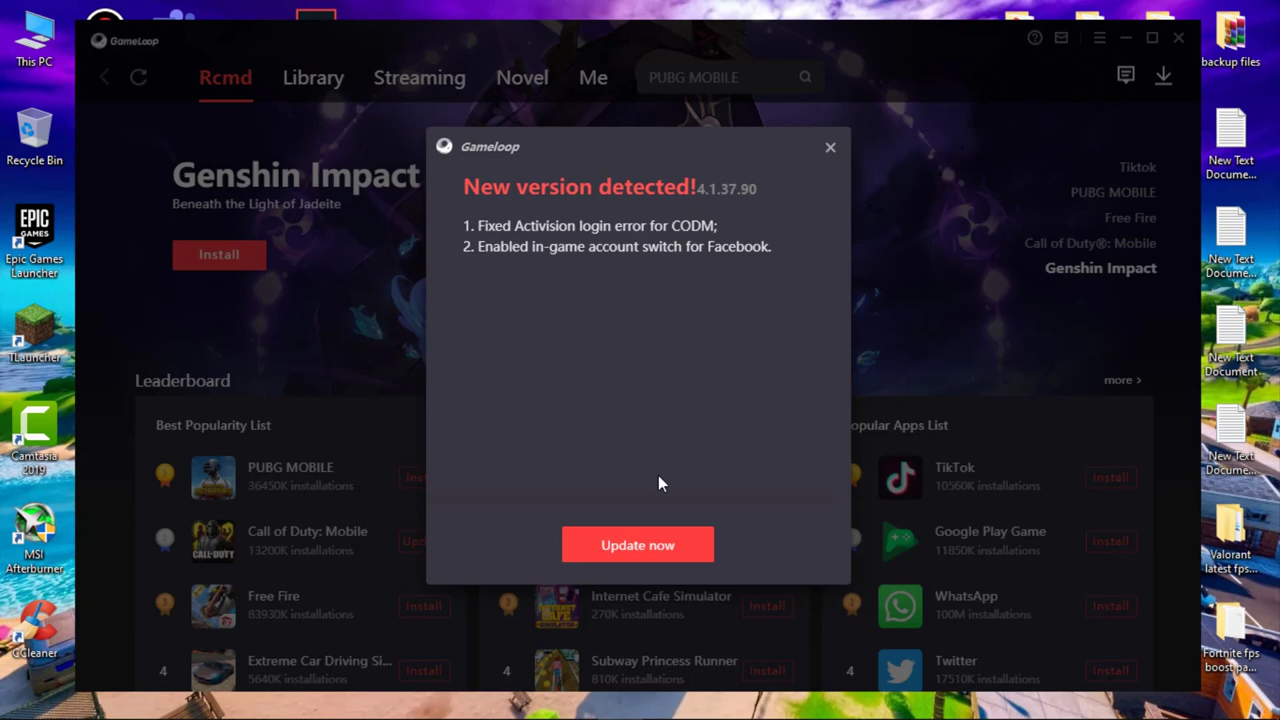 This PC
Recycle Bin
EPIC
GAMES
Epic Games
Launcher
TLauncher
Camtasia
2019
MSI
Afterburner
CCleaner
GameLoop
Rcmd
Library
Streaming
Novel
Me
PUBG MOBILE
Genshin Impact
Beneath the Light of Jadeite
Install
Tiktok
PUBG MOBILE
Free Fire
Call of Duty®: Mobile
Genshin Impact
Gameloop
New version detected!4.1.37.90
1. Fixed Activision login error for CODM;
2. Enabled in-game account switch for Facebook.
Update now
Leaderboard
more >
Best Popularity List
PUBG MOBILE
36450K installations
Call of Duty: Mobile
13200K installations
CALL OF DUTY
3
Free Fire
83930K installations
Install
4
Extreme Car Driving Si...
5640K installations
Install
Internet Cafe Simulator
270K installations
Install
4
Subway Princess Runner
810K installations
Install
opular Apps List
TikTok
10560K installations
Install
Google Play Game
11850K installations
Install
3
WhatsApp
100M installations
Install
4
Twitter
17510K installations
Install
backup files
New Text
Docume...
New Text
Docume...
New Text
Document
New Text
Docume...
Valorant
latest fps...
Fortnite fps
boost pa...